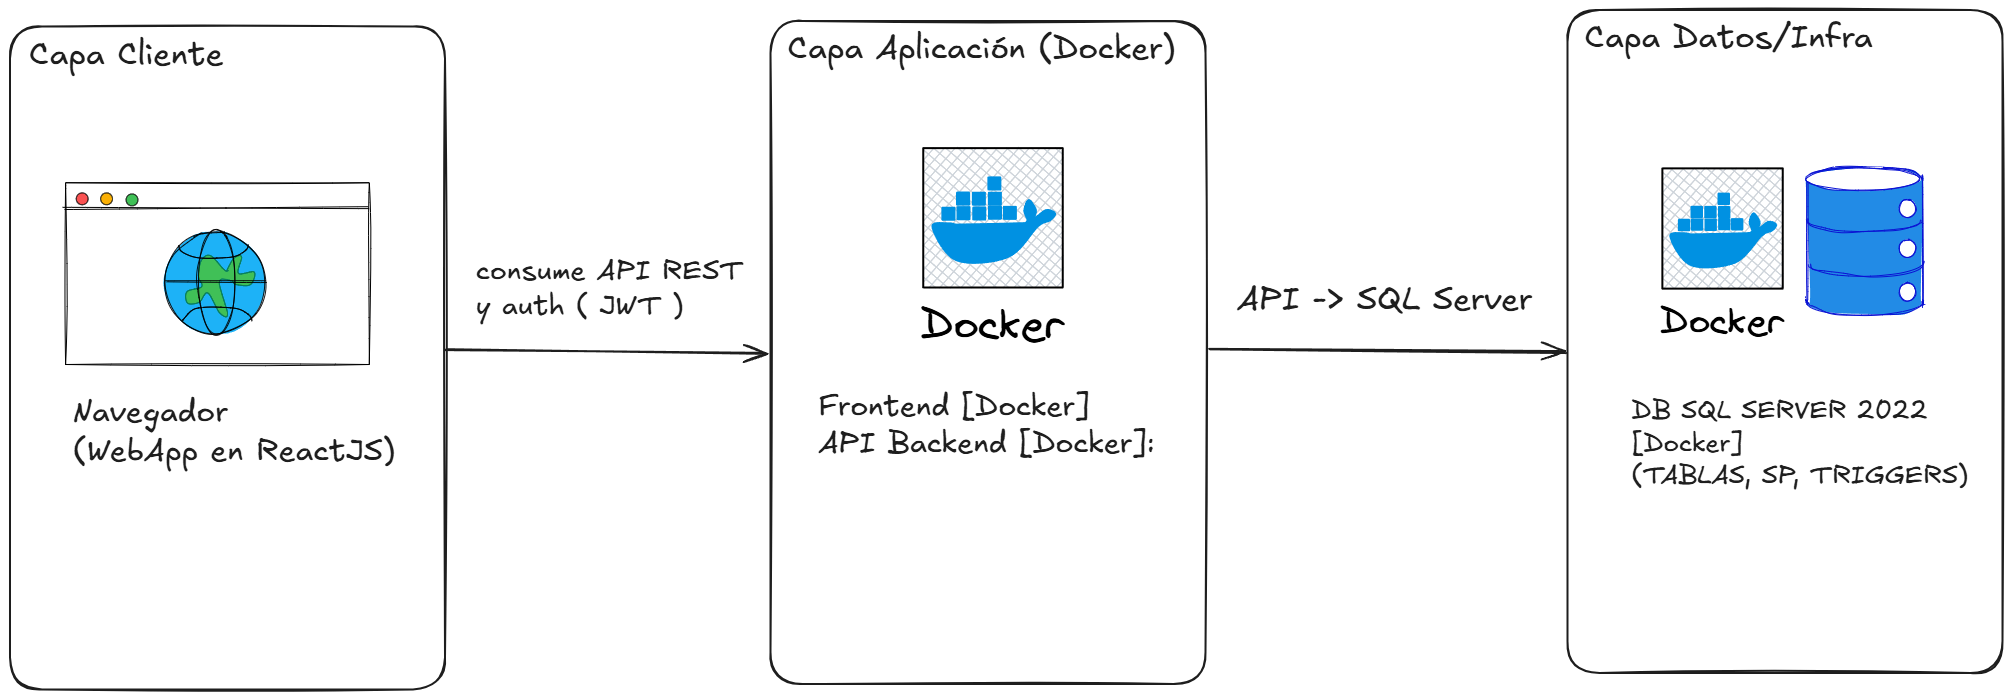 Capa Cliente
Navegador
(WebApp en ReactJS)
consume API REST
y auth ( JWT )
Capa Aplicación (Docker)
Docker
Frontend [Docker]
API Backend [Docker]:
API -> SQL Server
Capa Datos/Infra
Docker
DB SQL SERVER 2022
[Docker]
(TABLAS, SP, TRIGGERS)